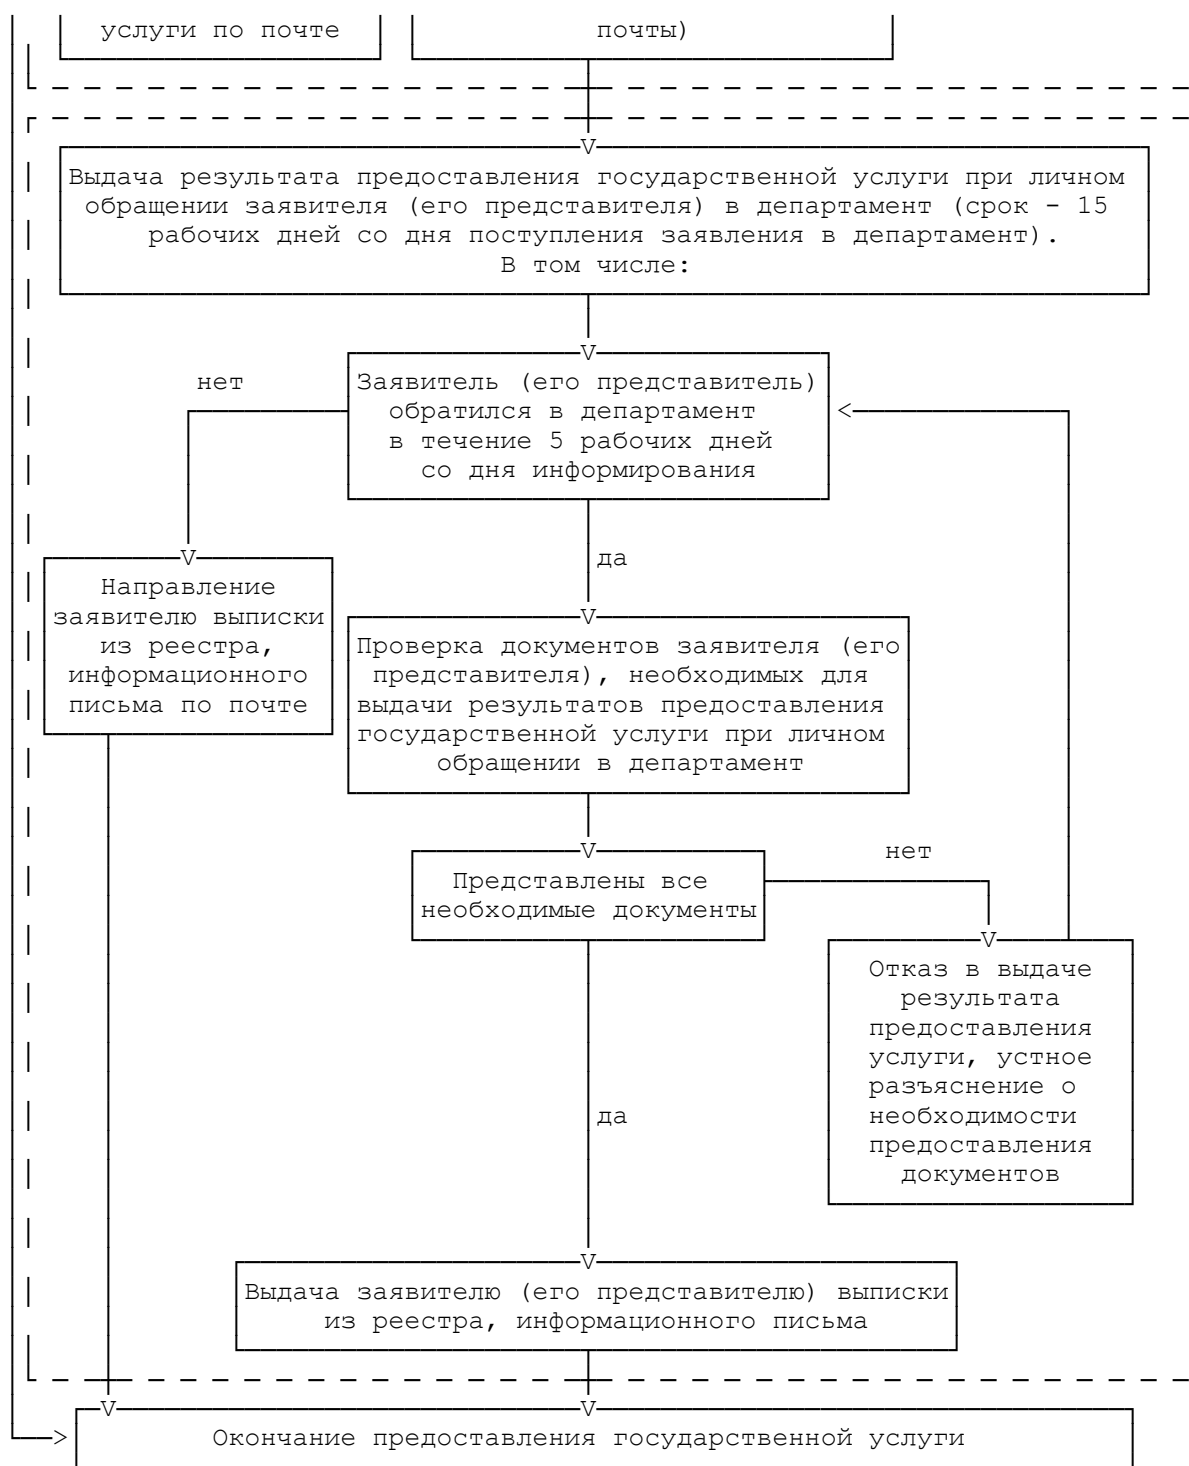 услуги по почте
почты)
Выдача результата предоставления государственной услуги при личном
обращении заявителя (его представителя) в департамент (срок - 15
рабочих дней со дня поступления заявления в департамент).
В том числе:
нет
Заявитель (его представитель)
обратился в департамент
в течение 5 рабочих дней
со дня информирования
да
Направление
заявителю выписки
из реестра,
информационного
письма по почте
Проверка документов заявителя (его
представителя), необходимых для
выдачи результатов предоставления
государственной услуги при личном
обращении в департамент
нет
Представлены все
необходимые документы
Отказ в выдаче
результата
предоставления
услуги, устное
разъяснение о
необходимости
предоставления
документов
да
Выдача заявителю (его представителю) выписки
из реестра, информационного письма
Окончание предоставления государственной услуги